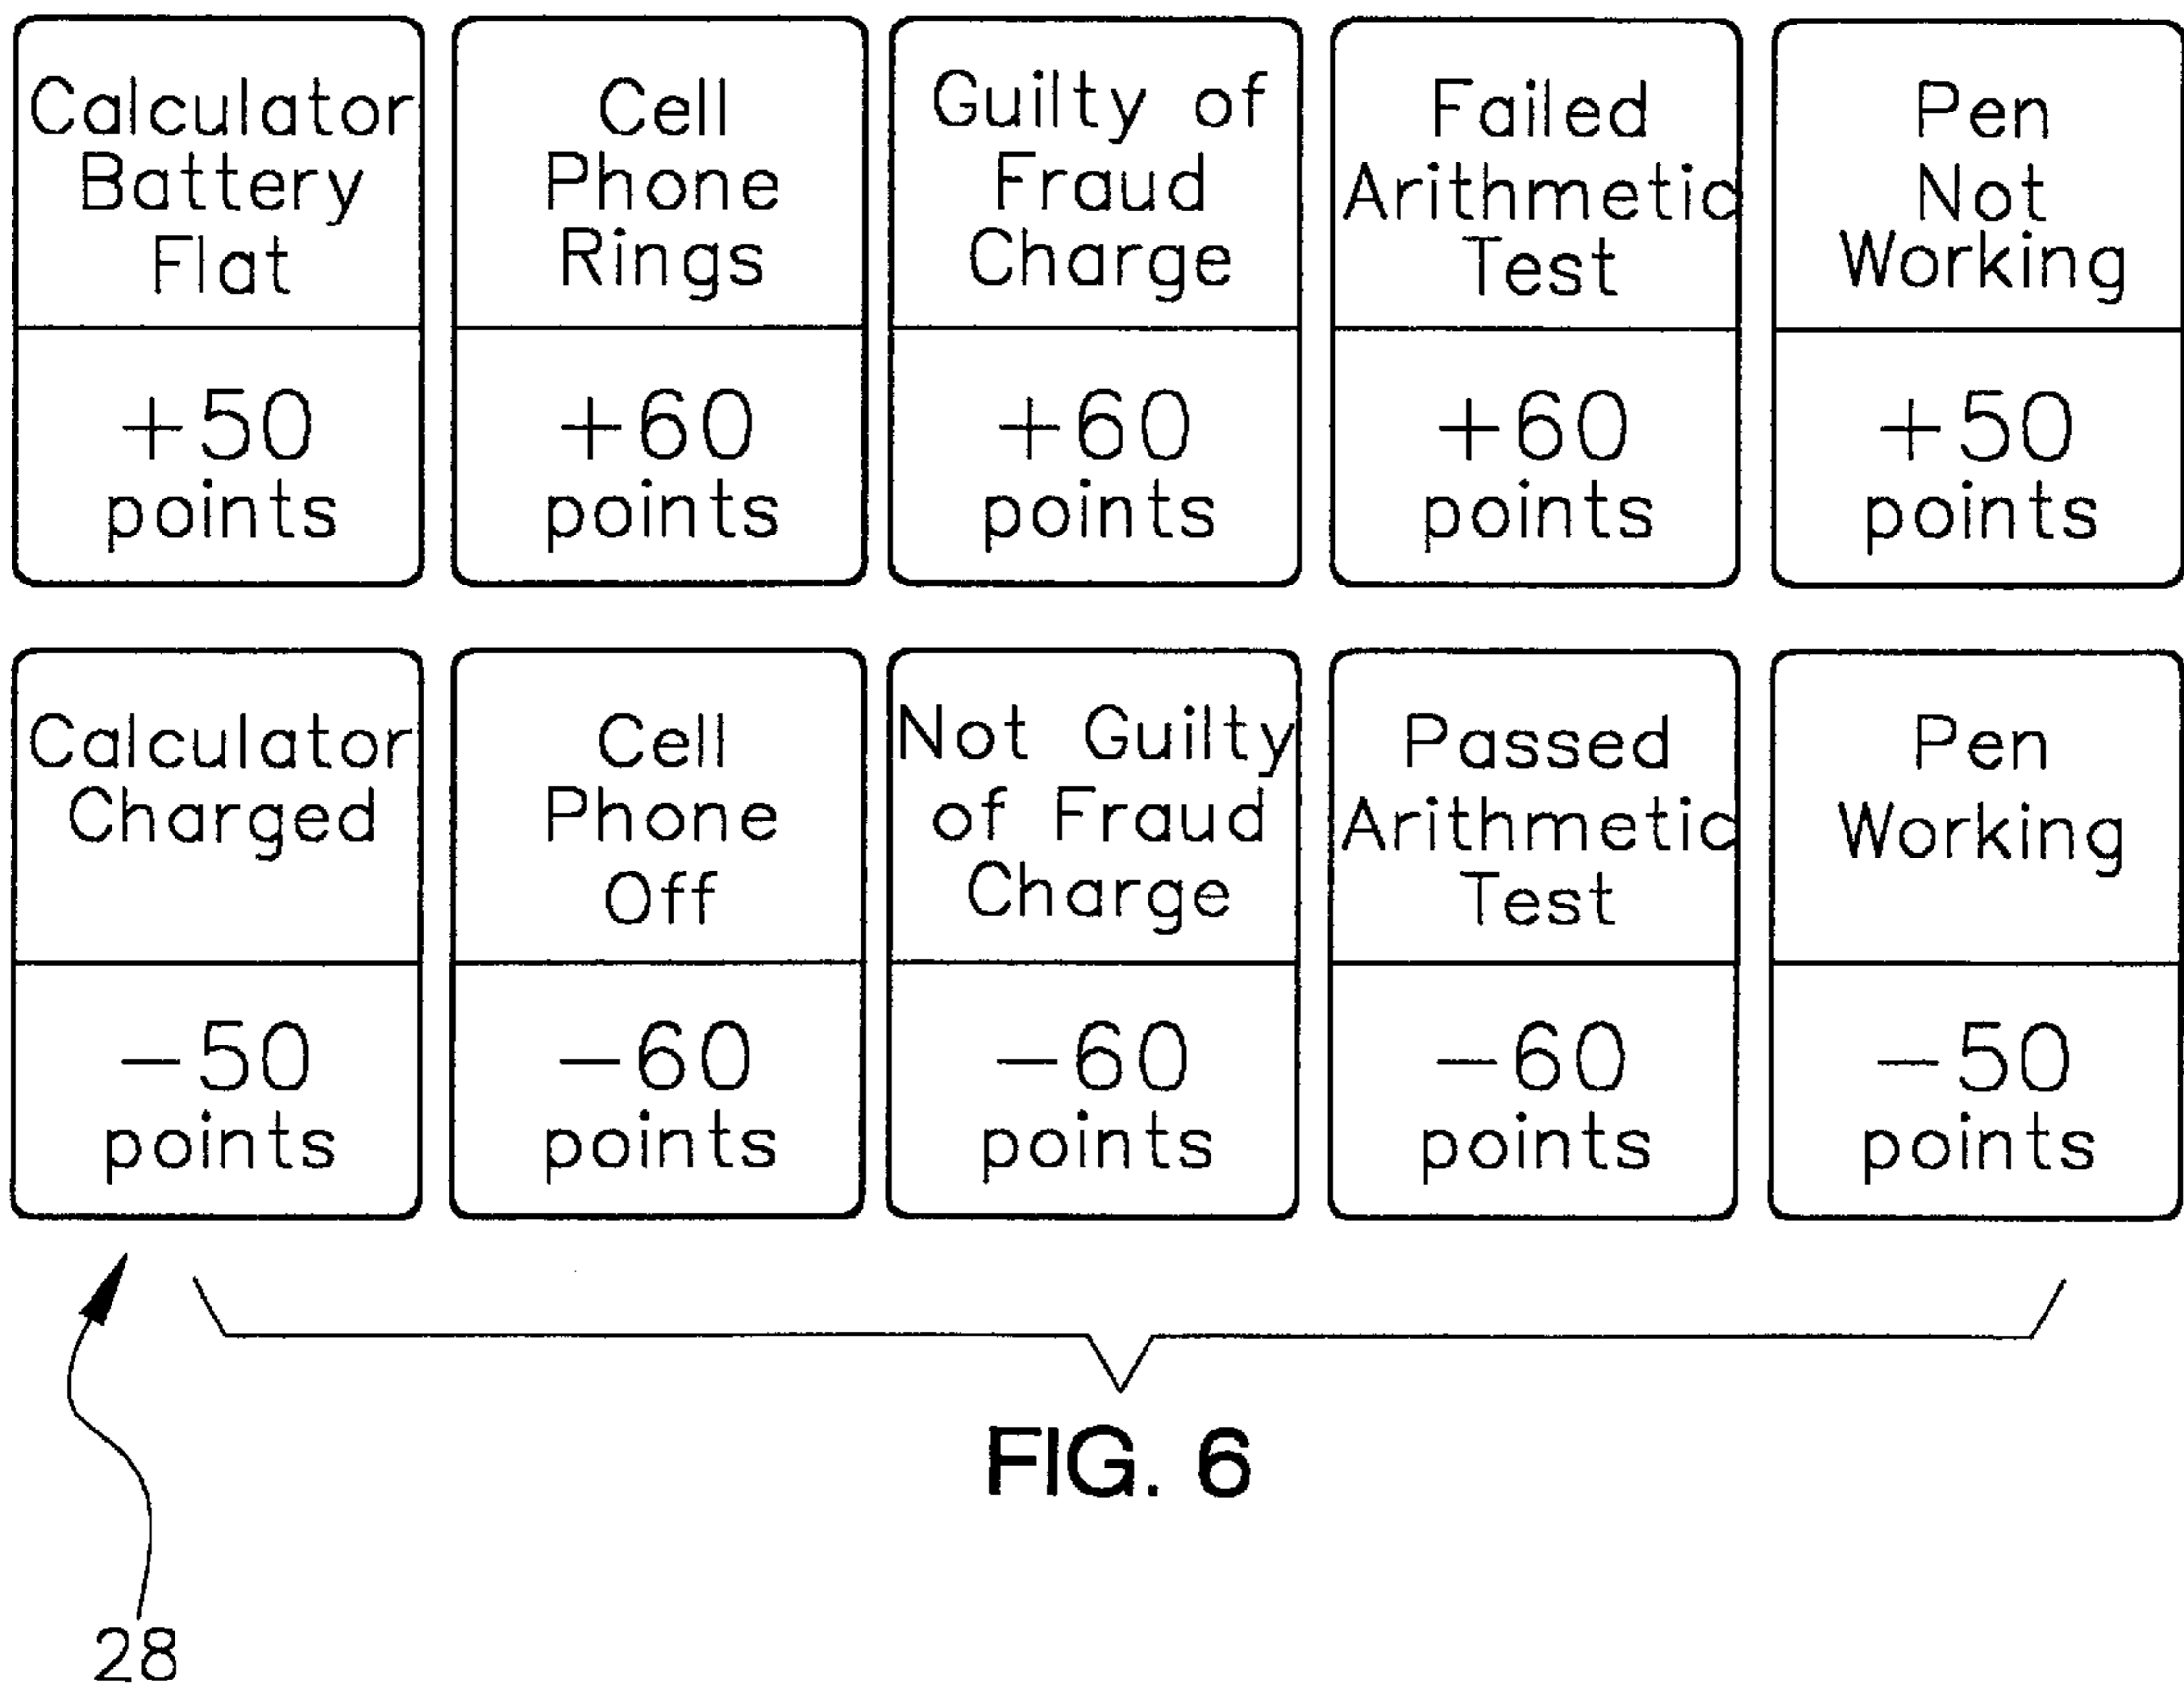 Calculator
Battery
Flat
+50
points
Cell
Phone
Rings
+60
points
Guilty of
Fraud
Charge
+60
points
Failed
Arithmetic
Test
+60
points
Pen
Not
Working
+50
points
Calculator
Charged
-50
points
Cell
Phone
Off
-60
points
Not Guilty
of Fraud
Charge
-60
points
Passed
Arithmetic
Test
-60
points
Pen
Working
-50
points
FIG. 6
28